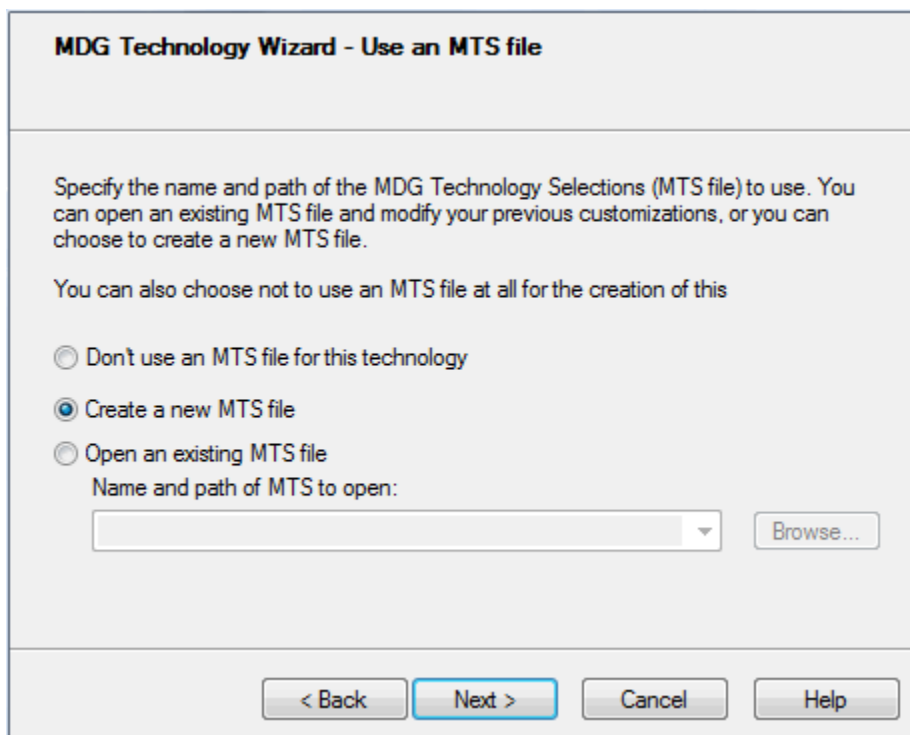 MDG Technology Wizard - Use an MTS file
Specify the name and path of the MDG Technology Selections (MTS file) to use. You
can open an existing MTS file and modify your previous customizations, or you can
choose to create a new MTS file.
You can also choose not to use an MTS file at all for the creation of this
Don't use an MTS file for this technology
Create a new MTS file
Open an existing MTS file
Name and path of MTS to open:
Browse...
< Back
Next >
Cancel
Help